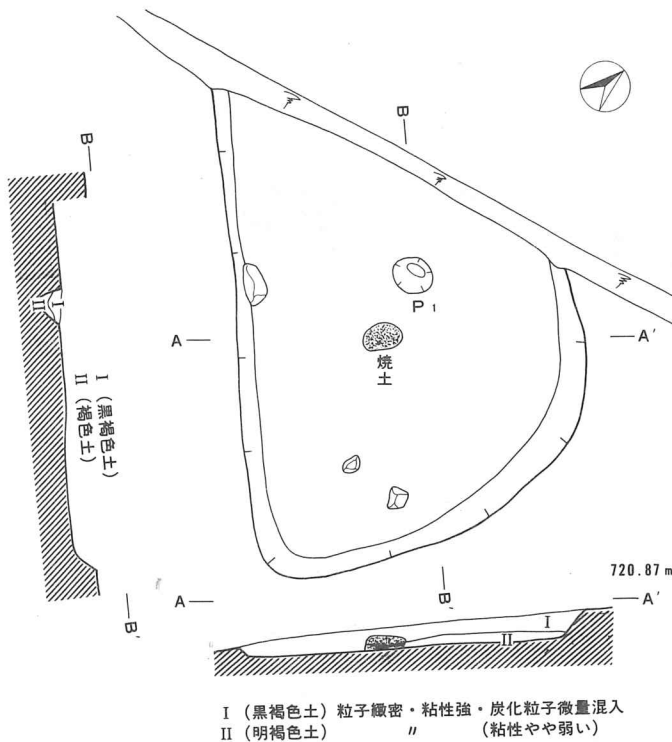 B
B
Ⅰ
Ⅱ
P 1
A
A'
焼土
Ⅰ (黒褐色土)
Ⅱ (褐色土)
720.87 m
A
A'
B'
B'
Ⅰ
Ⅱ
Ⅰ (黒褐色土) 粒子緻密・粘性強・炭化粒子微量混入
Ⅱ (明褐色土) 〃 (粘性やや弱い)